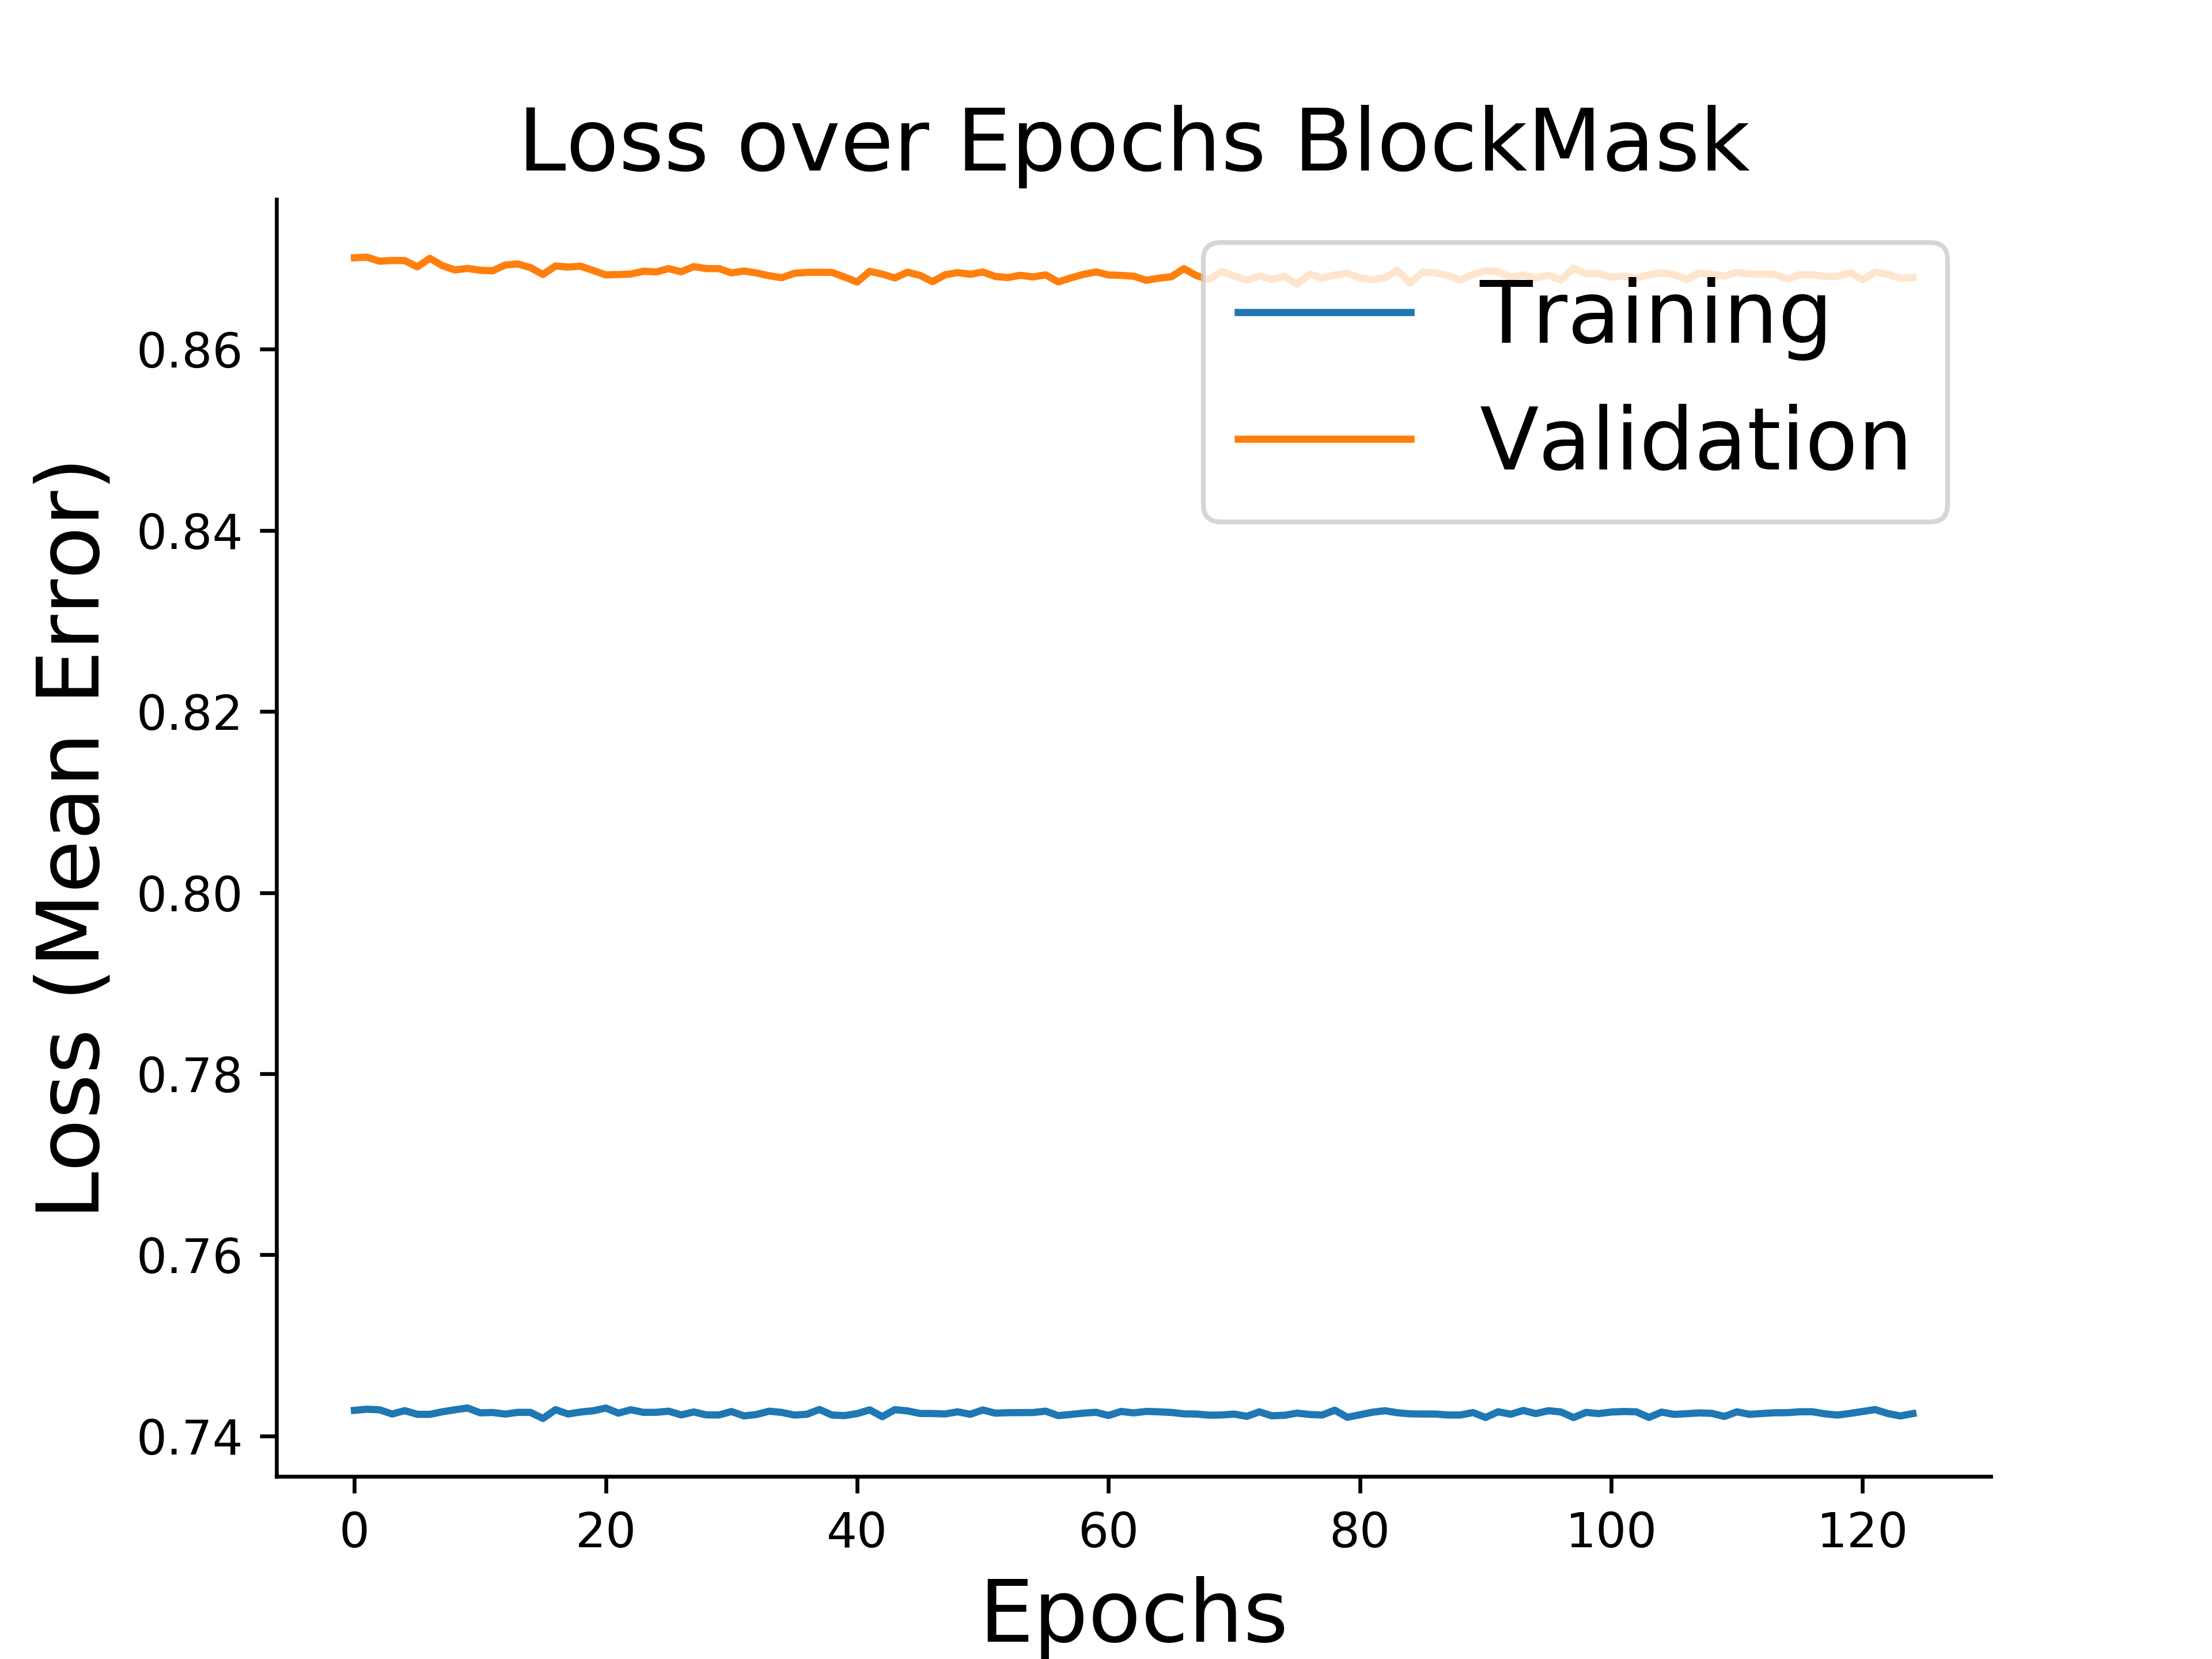 Loss over Epochs BlockMask
Training
Validation
Loss (Mean Error)
0.86
0.84
0.82
0.80
0.78
0.76
0.74
0 20 40 60 80 100 120
Epochs